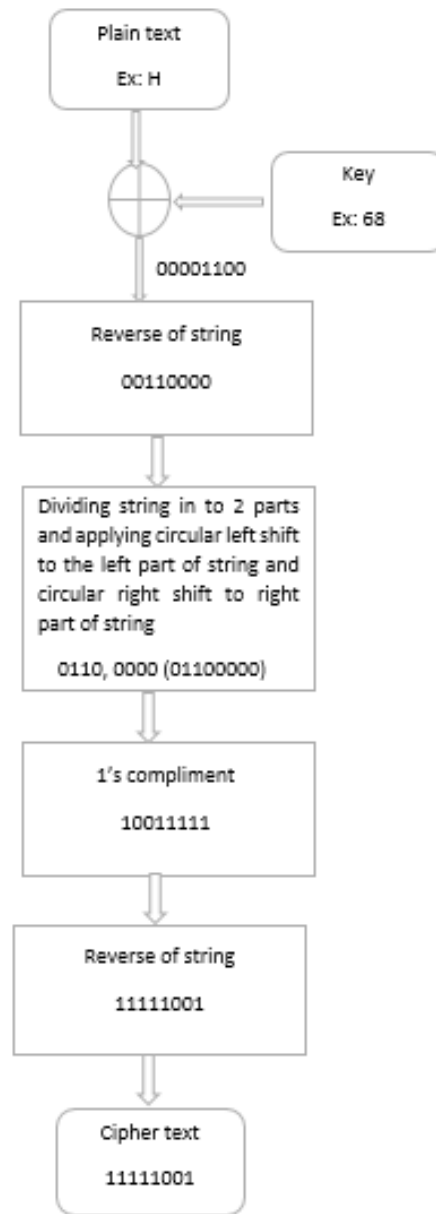 Plain text
Ex: H
Key
Ex: 68
00001100
Reverse of string
00110000
Dividing string in to 2 parts
and applying circular left shift
to the left part of string and
circular right shift to right
part of string
0110, 0000 (01100000)
1's compliment
10011111
Reverse of string
11111001
Cipher text
11111001